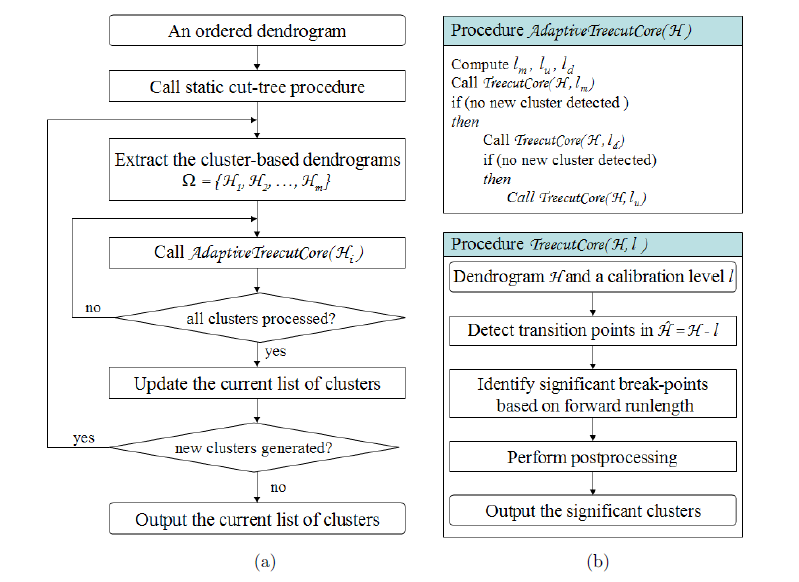 An ordered dendrogram
Call static cut-tree procedure
Extract the cluster-based dendrograms
Ω = {ℋ₁, ℋ₂, …, ℋₘ}
Call AdaptiveTreecutCore(ℋᵢ)
no
all clusters processed?
yes
Update the current list of clusters
yes
new clusters generated?
no
Output the current list of clusters
(a)
Procedure AdaptiveTreecutCore(ℋ)
Compute lₘ, lᵤ, l_d
Call TreecutCore(ℋ, lₘ)
if (no new cluster detected )
then
Call TreecutCore(ℋ, l_d)
if (no new cluster detected)
then
Call TreecutCore(ℋ, lᵤ)
Procedure TreecutCore(ℋ, l )
Dendrogram ℋ and a calibration level l
Detect transition points in ℋ̂ = ℋ - l
Identify significant break-points
based on forward runlength
Perform postprocessing
Output the significant clusters
(b)